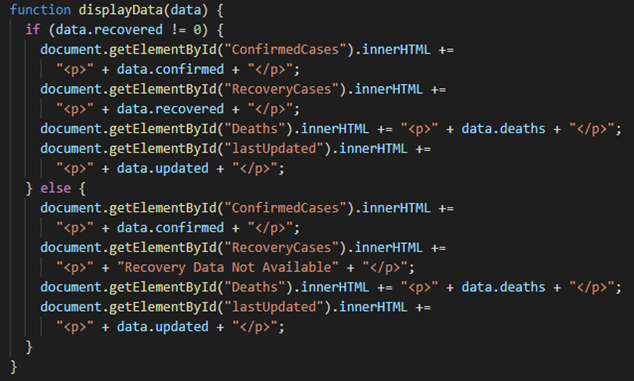 function displayData(data) {
  if (data.recovered != 0) {
    document.getElementById("ConfirmedCases").innerHTML +=
      "<p>" + data.confirmed + "</p>";
    document.getElementById("RecoveryCases").innerHTML +=
      "<p>" + data.recovered + "</p>";
    document.getElementById("Deaths").innerHTML += "<p>" + data.deaths + "</p>";
    document.getElementById("lastUpdated").innerHTML +=
      "<p>" + data.updated + "</p>";
  } else {
    document.getElementById("ConfirmedCases").innerHTML +=
      "<p>" + data.confirmed + "</p>";
    document.getElementById("RecoveryCases").innerHTML +=
      "<p>" + "Recovery Data Not Available" + "</p>";
    document.getElementById("Deaths").innerHTML += "<p>" + data.deaths + "</p>";
    document.getElementById("lastUpdated").innerHTML +=
      "<p>" + data.updated + "</p>";
  }
}